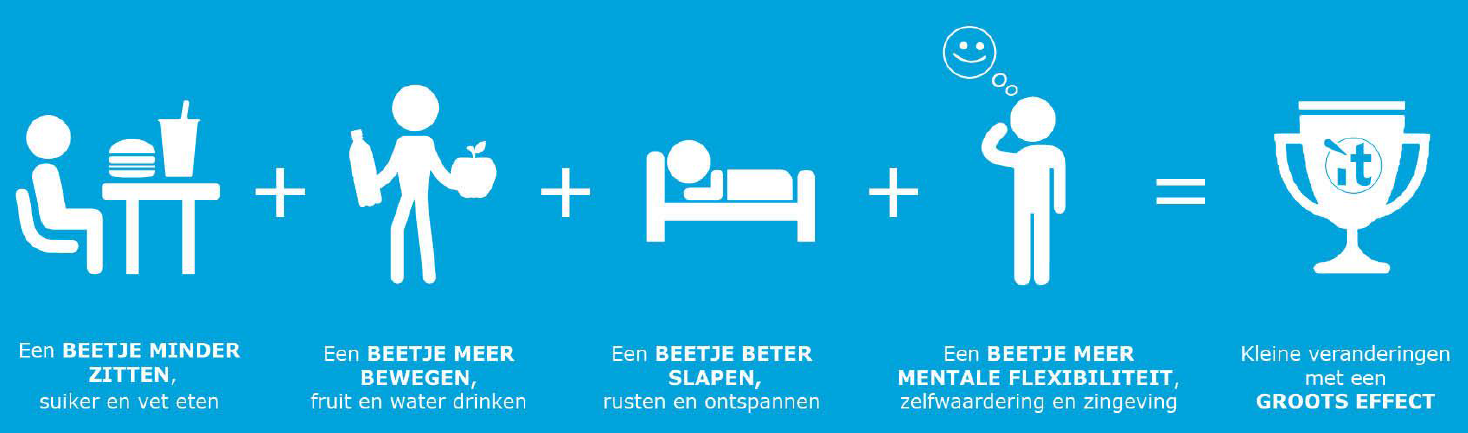 it
Een BEETJE MINDER
ZITTEN,
suiker en vet eten
Een BEETJE MEER
BEWEGEN,
fruit en water drinken
Een BEETJE BETER
SLAPEN,
rusten en ontspannen
Een BEETJE MEER
MENTALE FLEXIBILITEIT,
zelfwaardering en zingeving
Kleine veranderingen
met een
GROOTS EFFECT